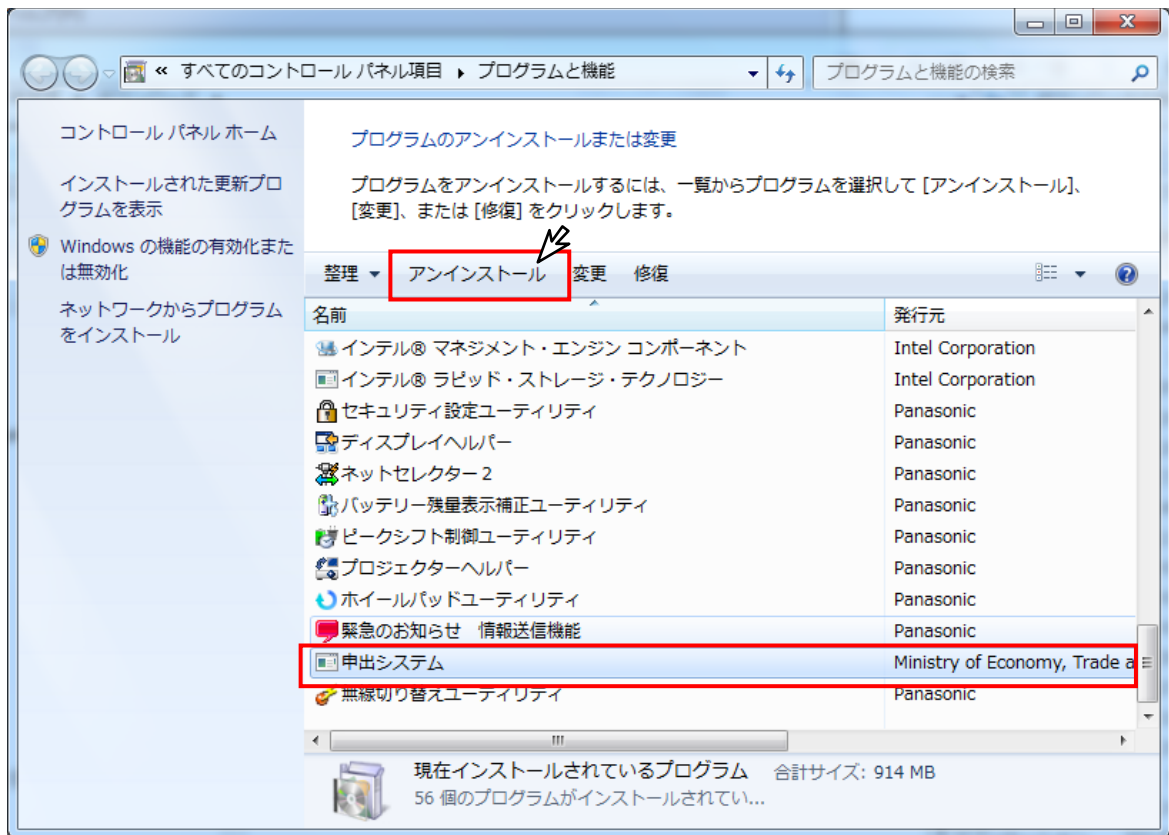 « すべてのコントロール パネル項目 ▸ プログラムと機能
プログラムと機能の検索
コントロール パネル ホーム
インストールされた更新プロ
グラムを表示
Windows の機能の有効化また
は無効化
ネットワークからプログラム
をインストール
プログラムのアンインストールまたは変更
プログラムをアンインストールするには、一覧からプログラムを選択して [アンインストール]、
[変更]、または [修復] をクリックします。
整理 アンインストール 変更 修復
名前 発行元
インテル® マネジメント・エンジン コンポーネント Intel Corporation
インテル® ラピッド・ストレージ・テクノロジー Intel Corporation
セキュリティ設定ユーティリティ Panasonic
ディスプレイヘルパー Panasonic
ネットセレクター２ Panasonic
バッテリー残量表示補正ユーティリティ Panasonic
ピークシフト制御ユーティリティ Panasonic
プロジェクターヘルパー Panasonic
ホイールパッドユーティリティ Panasonic
緊急のお知らせ　情報送信機能 Panasonic
申出システム Ministry of Economy, Trade a
無線切り替えユーティリティ Panasonic
現在インストールされているプログラム 合計サイズ: 914 MB
56 個のプログラムがインストールされてい...